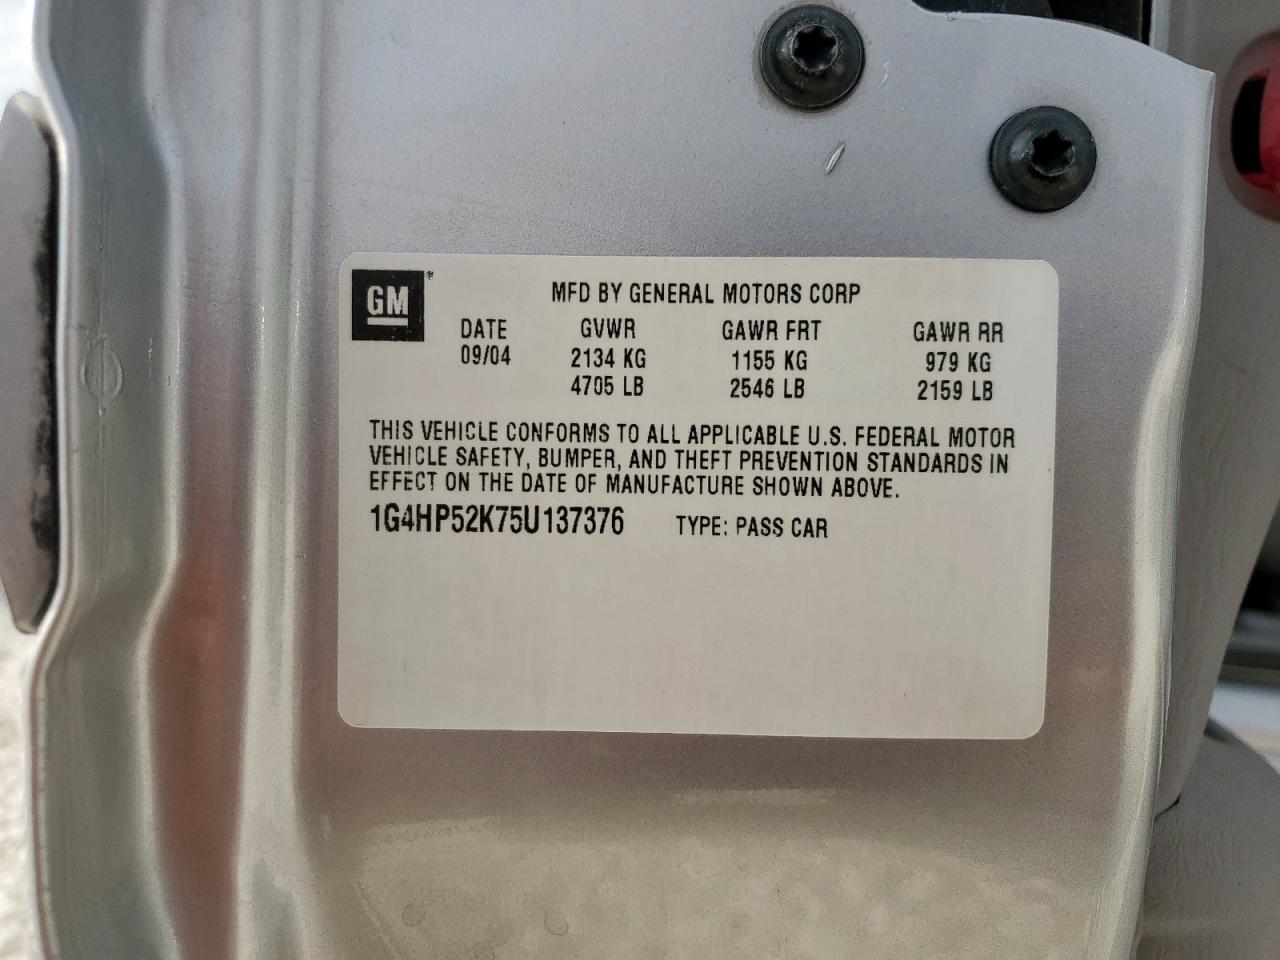 GM
MFD BY GENERAL MOTORS CORP
DATE GVWR GAWR FRT GAWR RR
09/04 2134 KG 1155 KG 979 KG
4705 LB 2546 LB 2159 LB
THIS VEHICLE CONFORMS TO ALL APPLICABLE U.S. FEDERAL MOTOR
VEHICLE SAFETY, BUMPER, AND THEFT PREVENTION STANDARDS IN
EFFECT ON THE DATE OF MANUFACTURE SHOWN ABOVE.
1G4HP52K75U137376 TYPE: PASS CAR